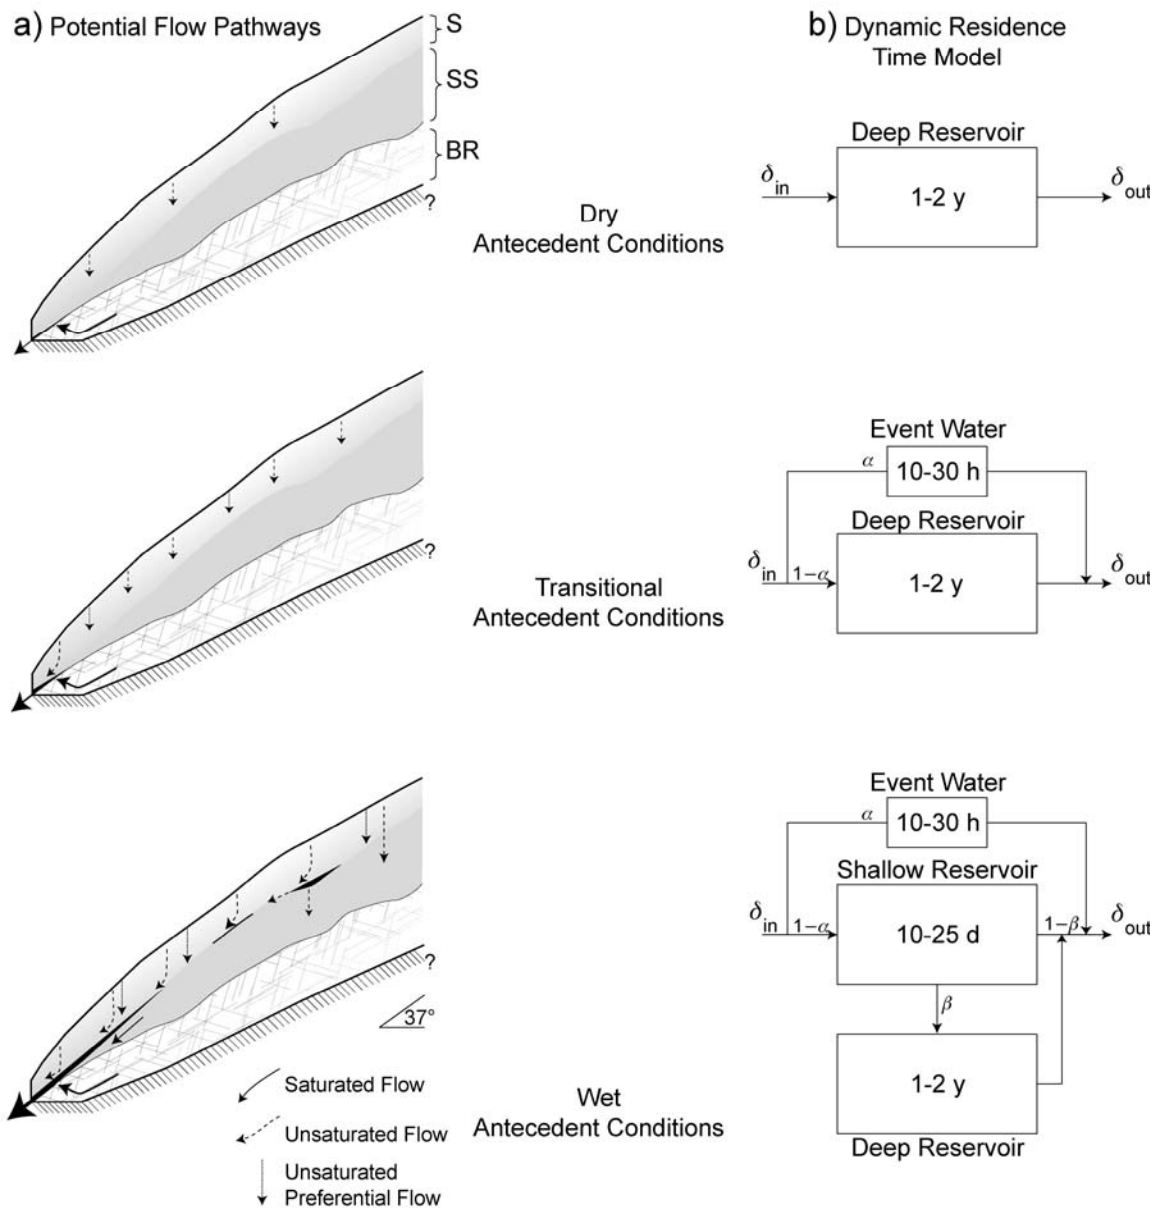 a) Potential Flow Pathways
S
SS
BR
?
Dry
Antecedent Conditions
b) Dynamic Residence
Time Model
Deep Reservoir
δin
1-2 y
δout
?
Transitional
Antecedent Conditions
Event Water
α
10-30 h
Deep Reservoir
δin
1-α
1-2 y
δout
?
37°
Saturated Flow
Unsaturated Flow
Unsaturated
Preferential Flow
Wet
Antecedent Conditions
Event Water
α
10-30 h
Shallow Reservoir
δin
1-α
10-25 d
1-β
δout
β
1-2 y
Deep Reservoir